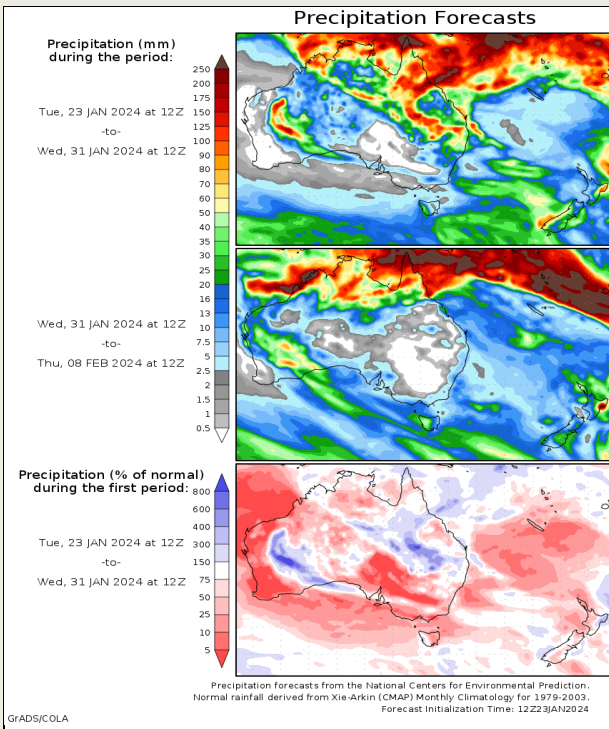 Precipitation Forecasts
Precipitation (mm)
during the period:
Tue, 23 JAN 2024 at 12Z
-to-
Wed, 31 JAN 2024 at 12Z
250
200
175
150
125
100
90
80
70
60
50
40
35
30
25
20
16
13
10
7.5
5
2.5
2
1.5
1
0.5
Wed, 31 JAN 2024 at 12Z
-to-
Thu, 08 FEB 2024 at 12Z
Precipitation (% of normal)
during the first period:
Tue, 23 JAN 2024 at 12Z
-to-
Wed, 31 JAN 2024 at 12Z
800
600
400
300
150
75
50
25
10
5
Precipitation forecasts from the National Centers for Environmental Prediction.
Normal rainfall derived from Xie-Arkin (CMAP) Monthly Climatology for 1979-2003.
Forecast Initialization Time: 12Z23JAN2024
GrADS/COLA